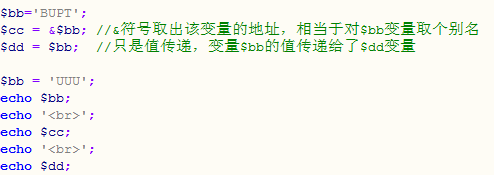 $bb='BUPT';
$cc = &$bb; //&符号取出该变量的地址，相当于对$bb变量取个别名
$dd = $bb;  //只是值传递，变量$bb的值传递给了$dd变量
$bb = 'UUU';
echo $bb;
echo '<br>';
echo $cc;
echo '<br>';
echo $dd;